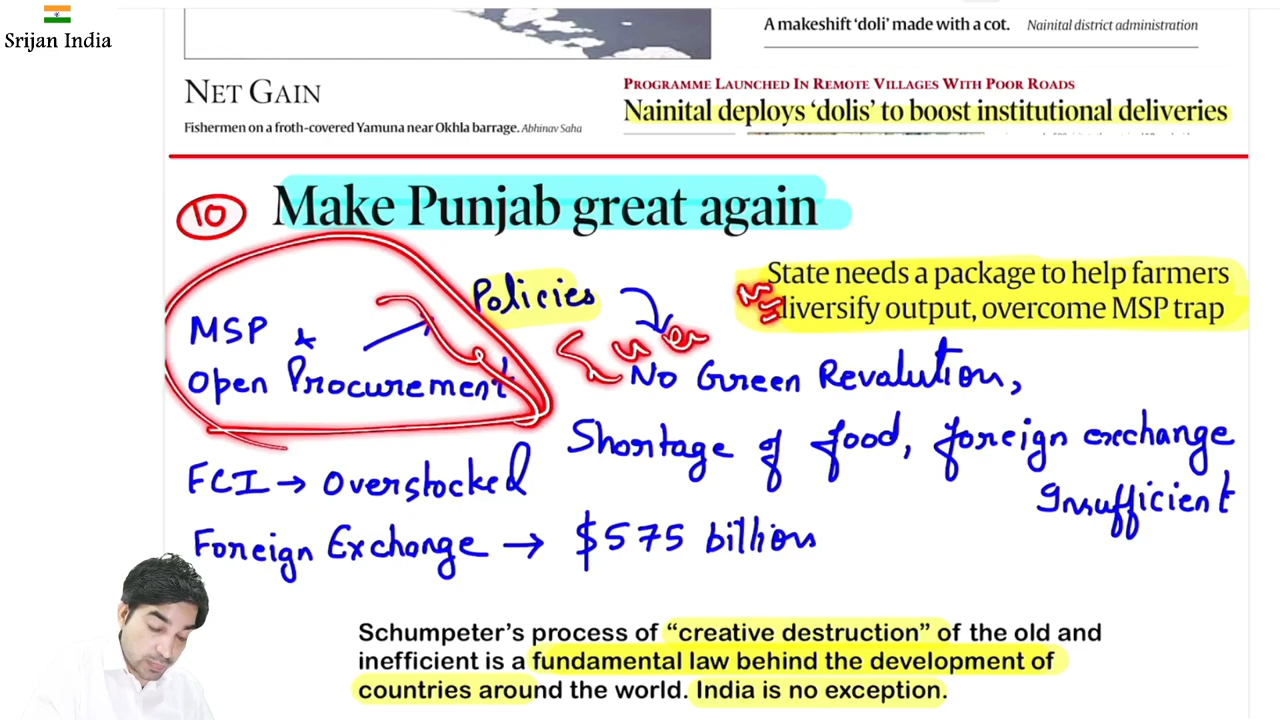 Srijan India
A makeshift ‘doli’ made with a cot. Nainital district administration
NET GAIN
Fishermen on a froth-covered Yamuna near Okhla barrage. Abhinav Saha
PROGRAMME LAUNCHED IN REMOTE VILLAGES WITH POOR ROADS
Nainital deploys ‘dolis’ to boost institutional deliveries
10
Make Punjab great again
State needs a package to help farmers
diversify output, overcome MSP trap
Policies
MSP &
Open Procurement
No Green Revalution,
Shortage of food, foreign exchange
Insufficient
FCI → Overstocked
Foreign Exchange → $575 billion
Schumpeter’s process of “creative destruction” of the old and
inefficient is a fundamental law behind the development of
countries around the world. India is no exception.